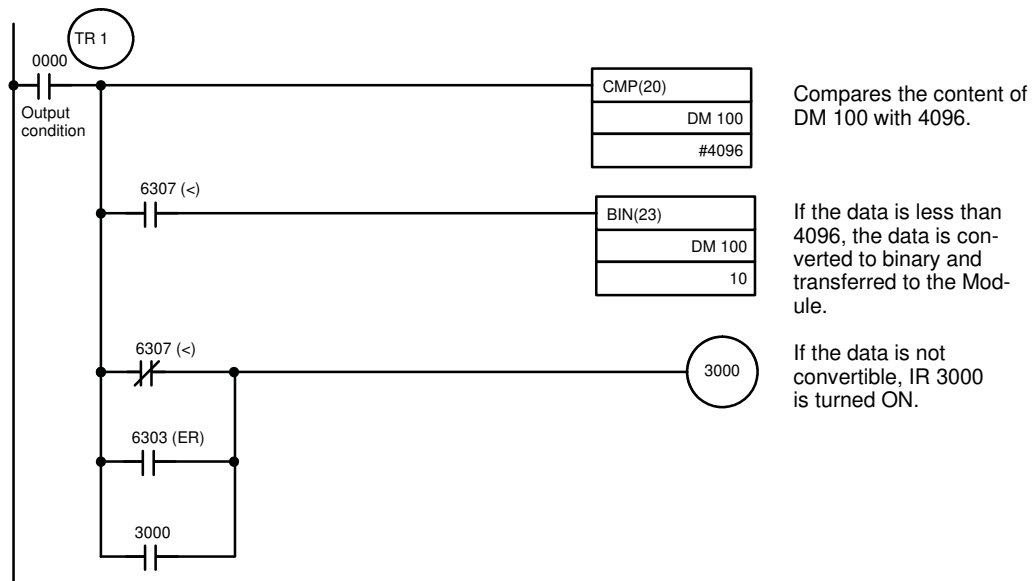 TR 1
0000
Output
condition
CMP(20)
DM 100
#4096
Compares the content of
DM 100 with 4096.
6307 (<)
BIN(23)
DM 100
10
If the data is less than
4096, the data is con-
verted to binary and
transferred to the Mod-
ule.
6307 (<)
3000
If the data is not
convertible, IR 3000
is turned ON.
6303 (ER)
3000